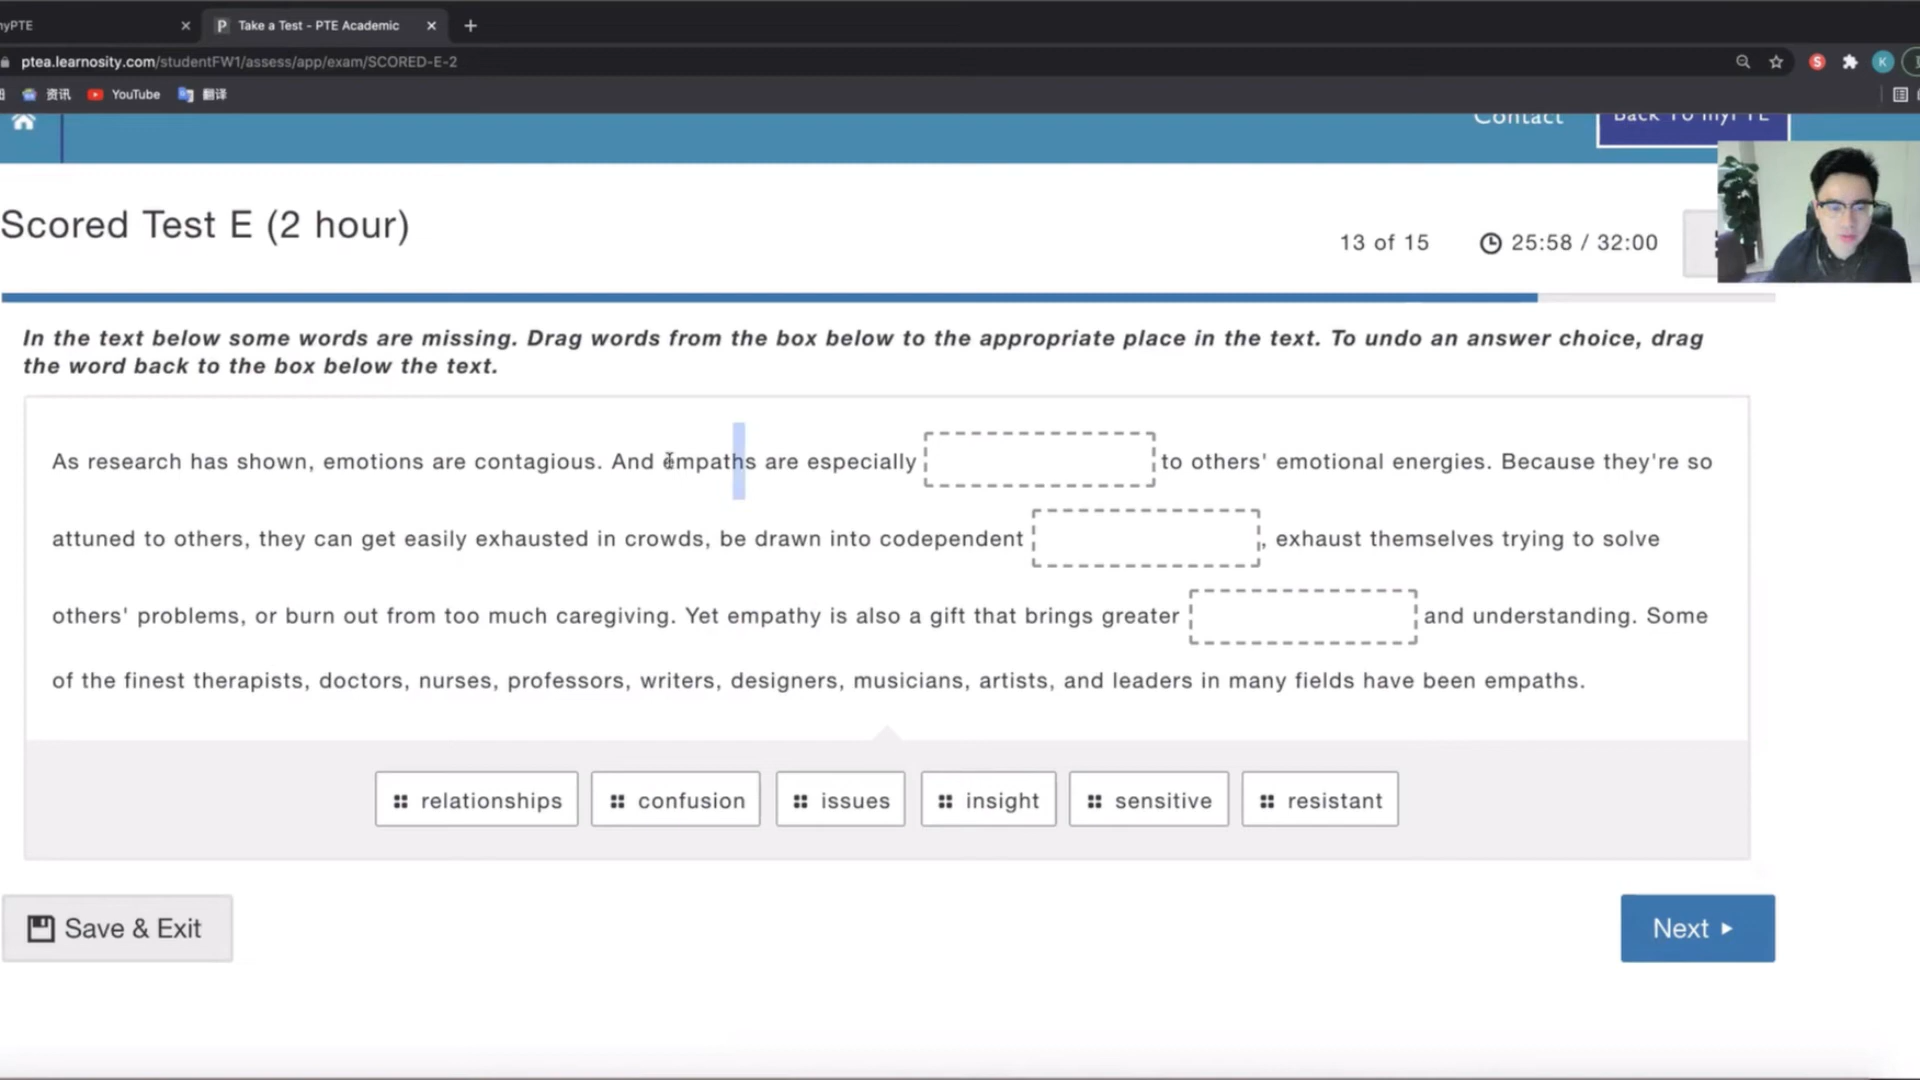 myPTE
Take a Test - PTE Academic
ptea.learnosity.com/studentFW1/assess/app/exam/SCORED-E-2
资讯 YouTube 翻译
Contact Back To myPTE
Scored Test E (2 hour)
13 of 15 25:58 / 32:00
In the text below some words are missing. Drag words from the box below to the appropriate place in the text. To undo an answer choice, drag
the word back to the box below the text.
As research has shown, emotions are contagious. And empaths are especially to others' emotional energies. Because they're so
attuned to others, they can get easily exhausted in crowds, be drawn into codependent , exhaust themselves trying to solve
others' problems, or burn out from too much caregiving. Yet empathy is also a gift that brings greater and understanding. Some
of the finest therapists, doctors, nurses, professors, writers, designers, musicians, artists, and leaders in many fields have been empaths.
relationships confusion issues insight sensitive resistant
Save & Exit
Next